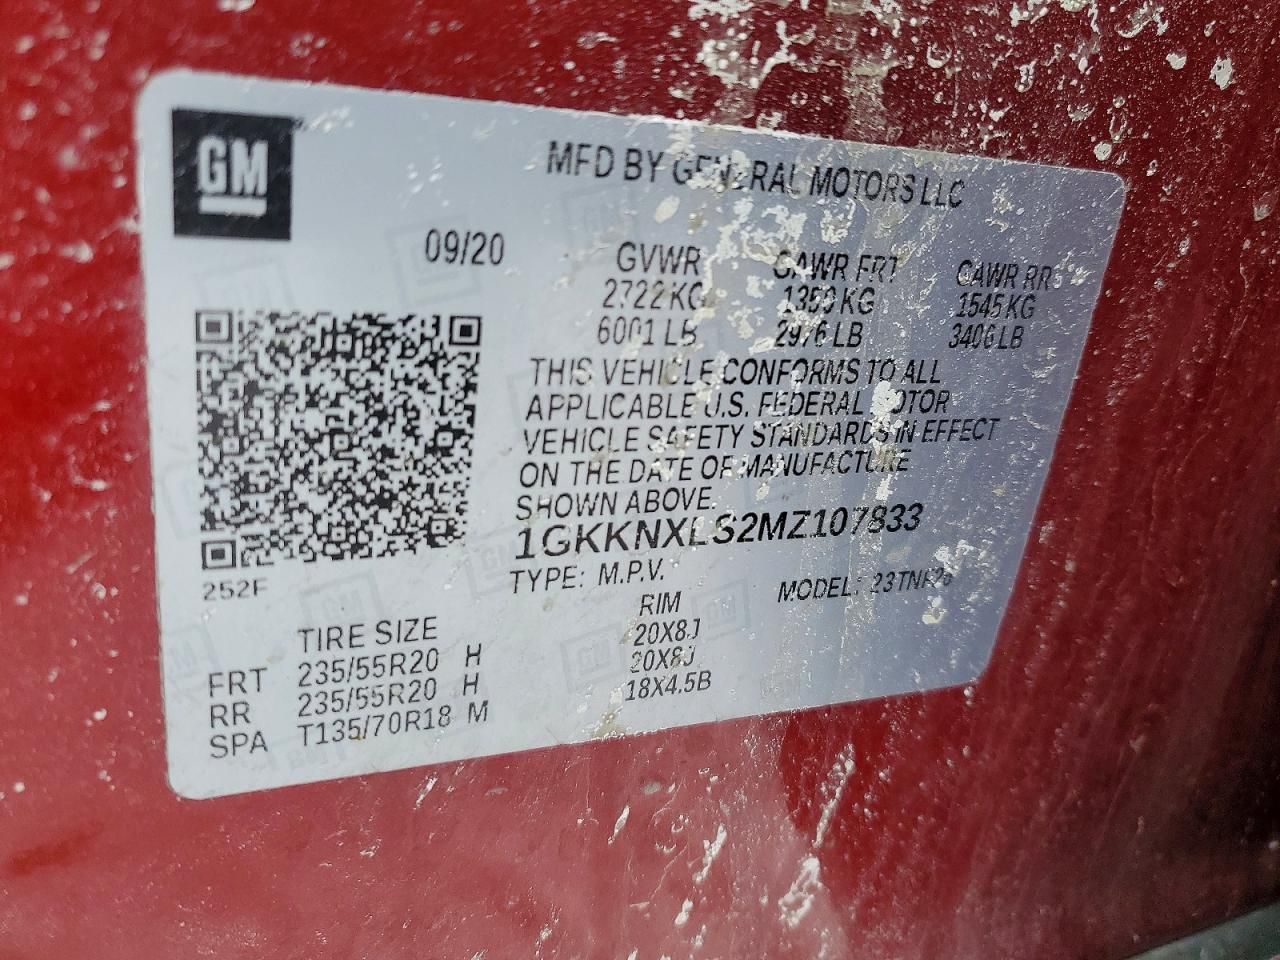 GM
MFD BY GENERAL MOTORS LLC
09/20 GVWR GAWR FRT GAWR RR
2722 KG 1350 KG 1545 KG
6001 LB 2976 LB 3406 LB
THIS VEHICLE CONFORMS TO ALL
APPLICABLE U.S. FEDERAL MOTOR
VEHICLE SAFETY STANDARDS IN EFFECT
ON THE DATE OF MANUFACTURE
SHOWN ABOVE.
1GKKNXLS2MZ107833
252F
TYPE: M.P.V. MODEL:
TIRE SIZE RIM
FRT 235/55R20 H 20X8J
RR 235/55R20 H 20X8J
SPA T135/70R18 M 18X4.5B